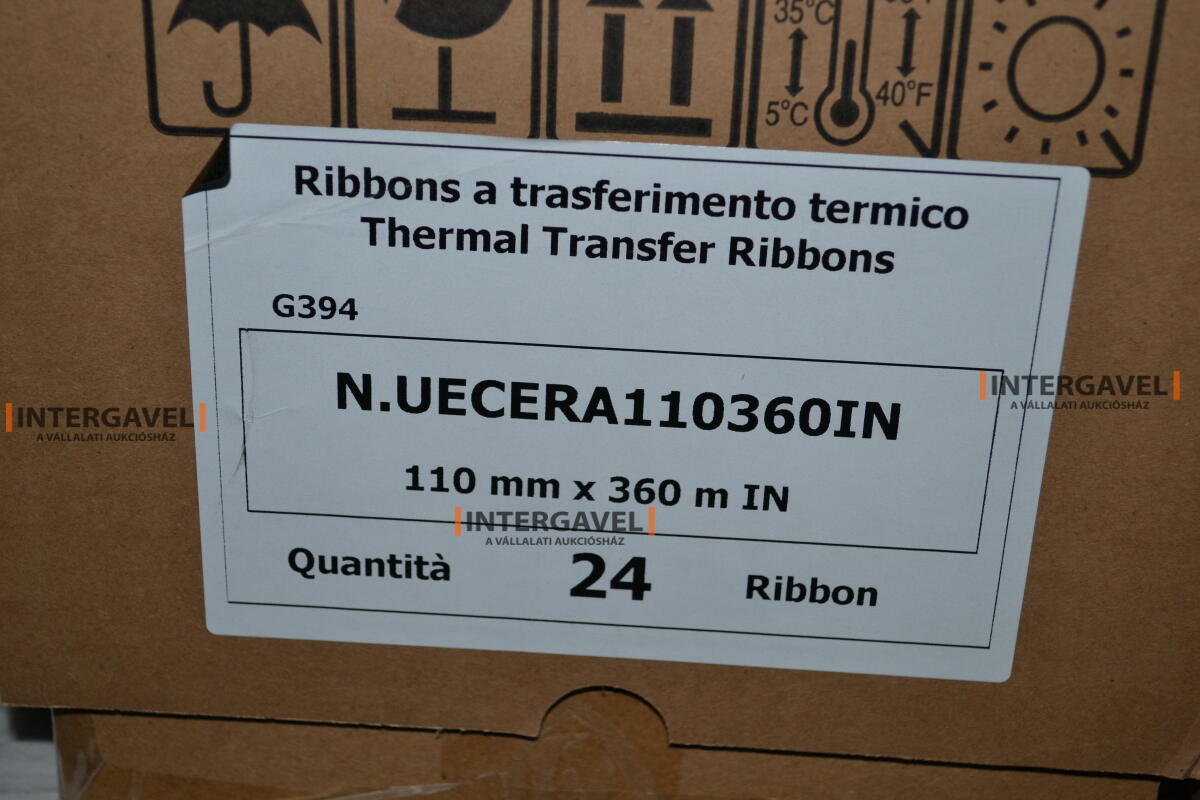 35°C
5°C
40°F
Ribbons a trasferimento termico
Thermal Transfer Ribbons
G394
N.UECERA110360IN
110 mm x 360 m IN
Quantità 24 Ribbon
INTERGAVEL
A VÁLLALATI AUKCIÓSHÁZ
INTERGAVEL
A VÁLLALATI AUKCIÓSHÁZ
INTERGAVEL
A VÁLLALATI AUKCIÓSHÁZ